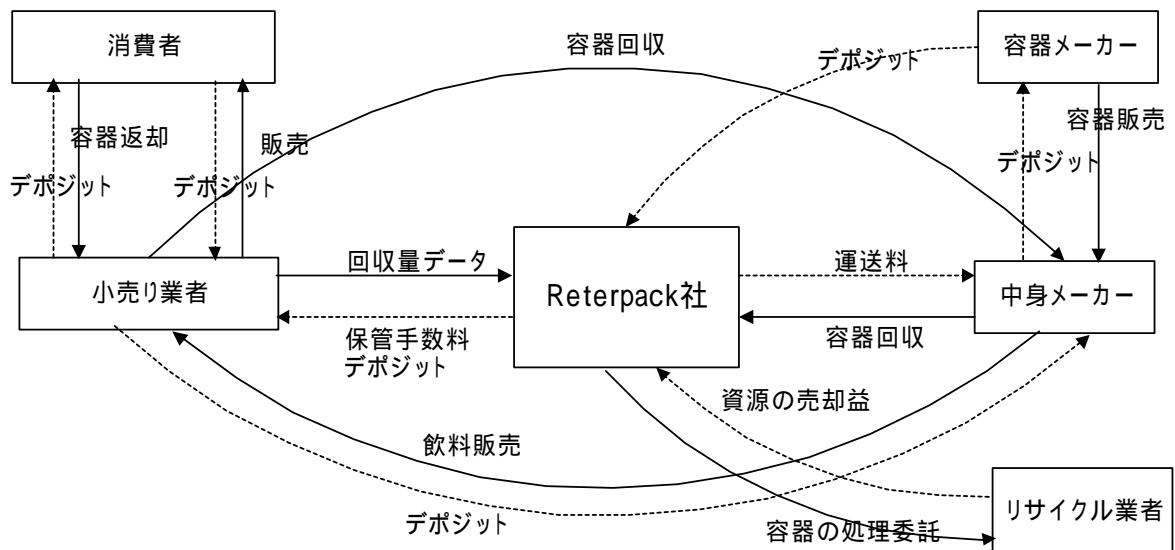 消費者
容器回収
容器メーカー
デポジット
容器返却
販売
容器販売
デポジット
デポジット
デポジット
小売り業者
回収量データ
Reterpack社
運送料
中身メーカー
保管手数料
デポジット
容器回収
資源の売却益
飲料販売
デポジット
容器の処理委託
リサイクル業者